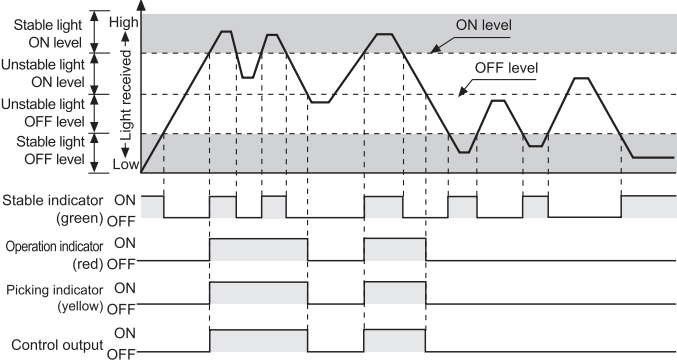 Stable light
ON level
Unstable light
ON level
Unstable light
OFF level
Stable light
OFF level
High
Light received
Low
ON level
OFF level
Stable indicator
(green)
ON
OFF
Operation indicator
(red)
ON
OFF
Picking indicator
(yellow)
ON
OFF
Control output
ON
OFF